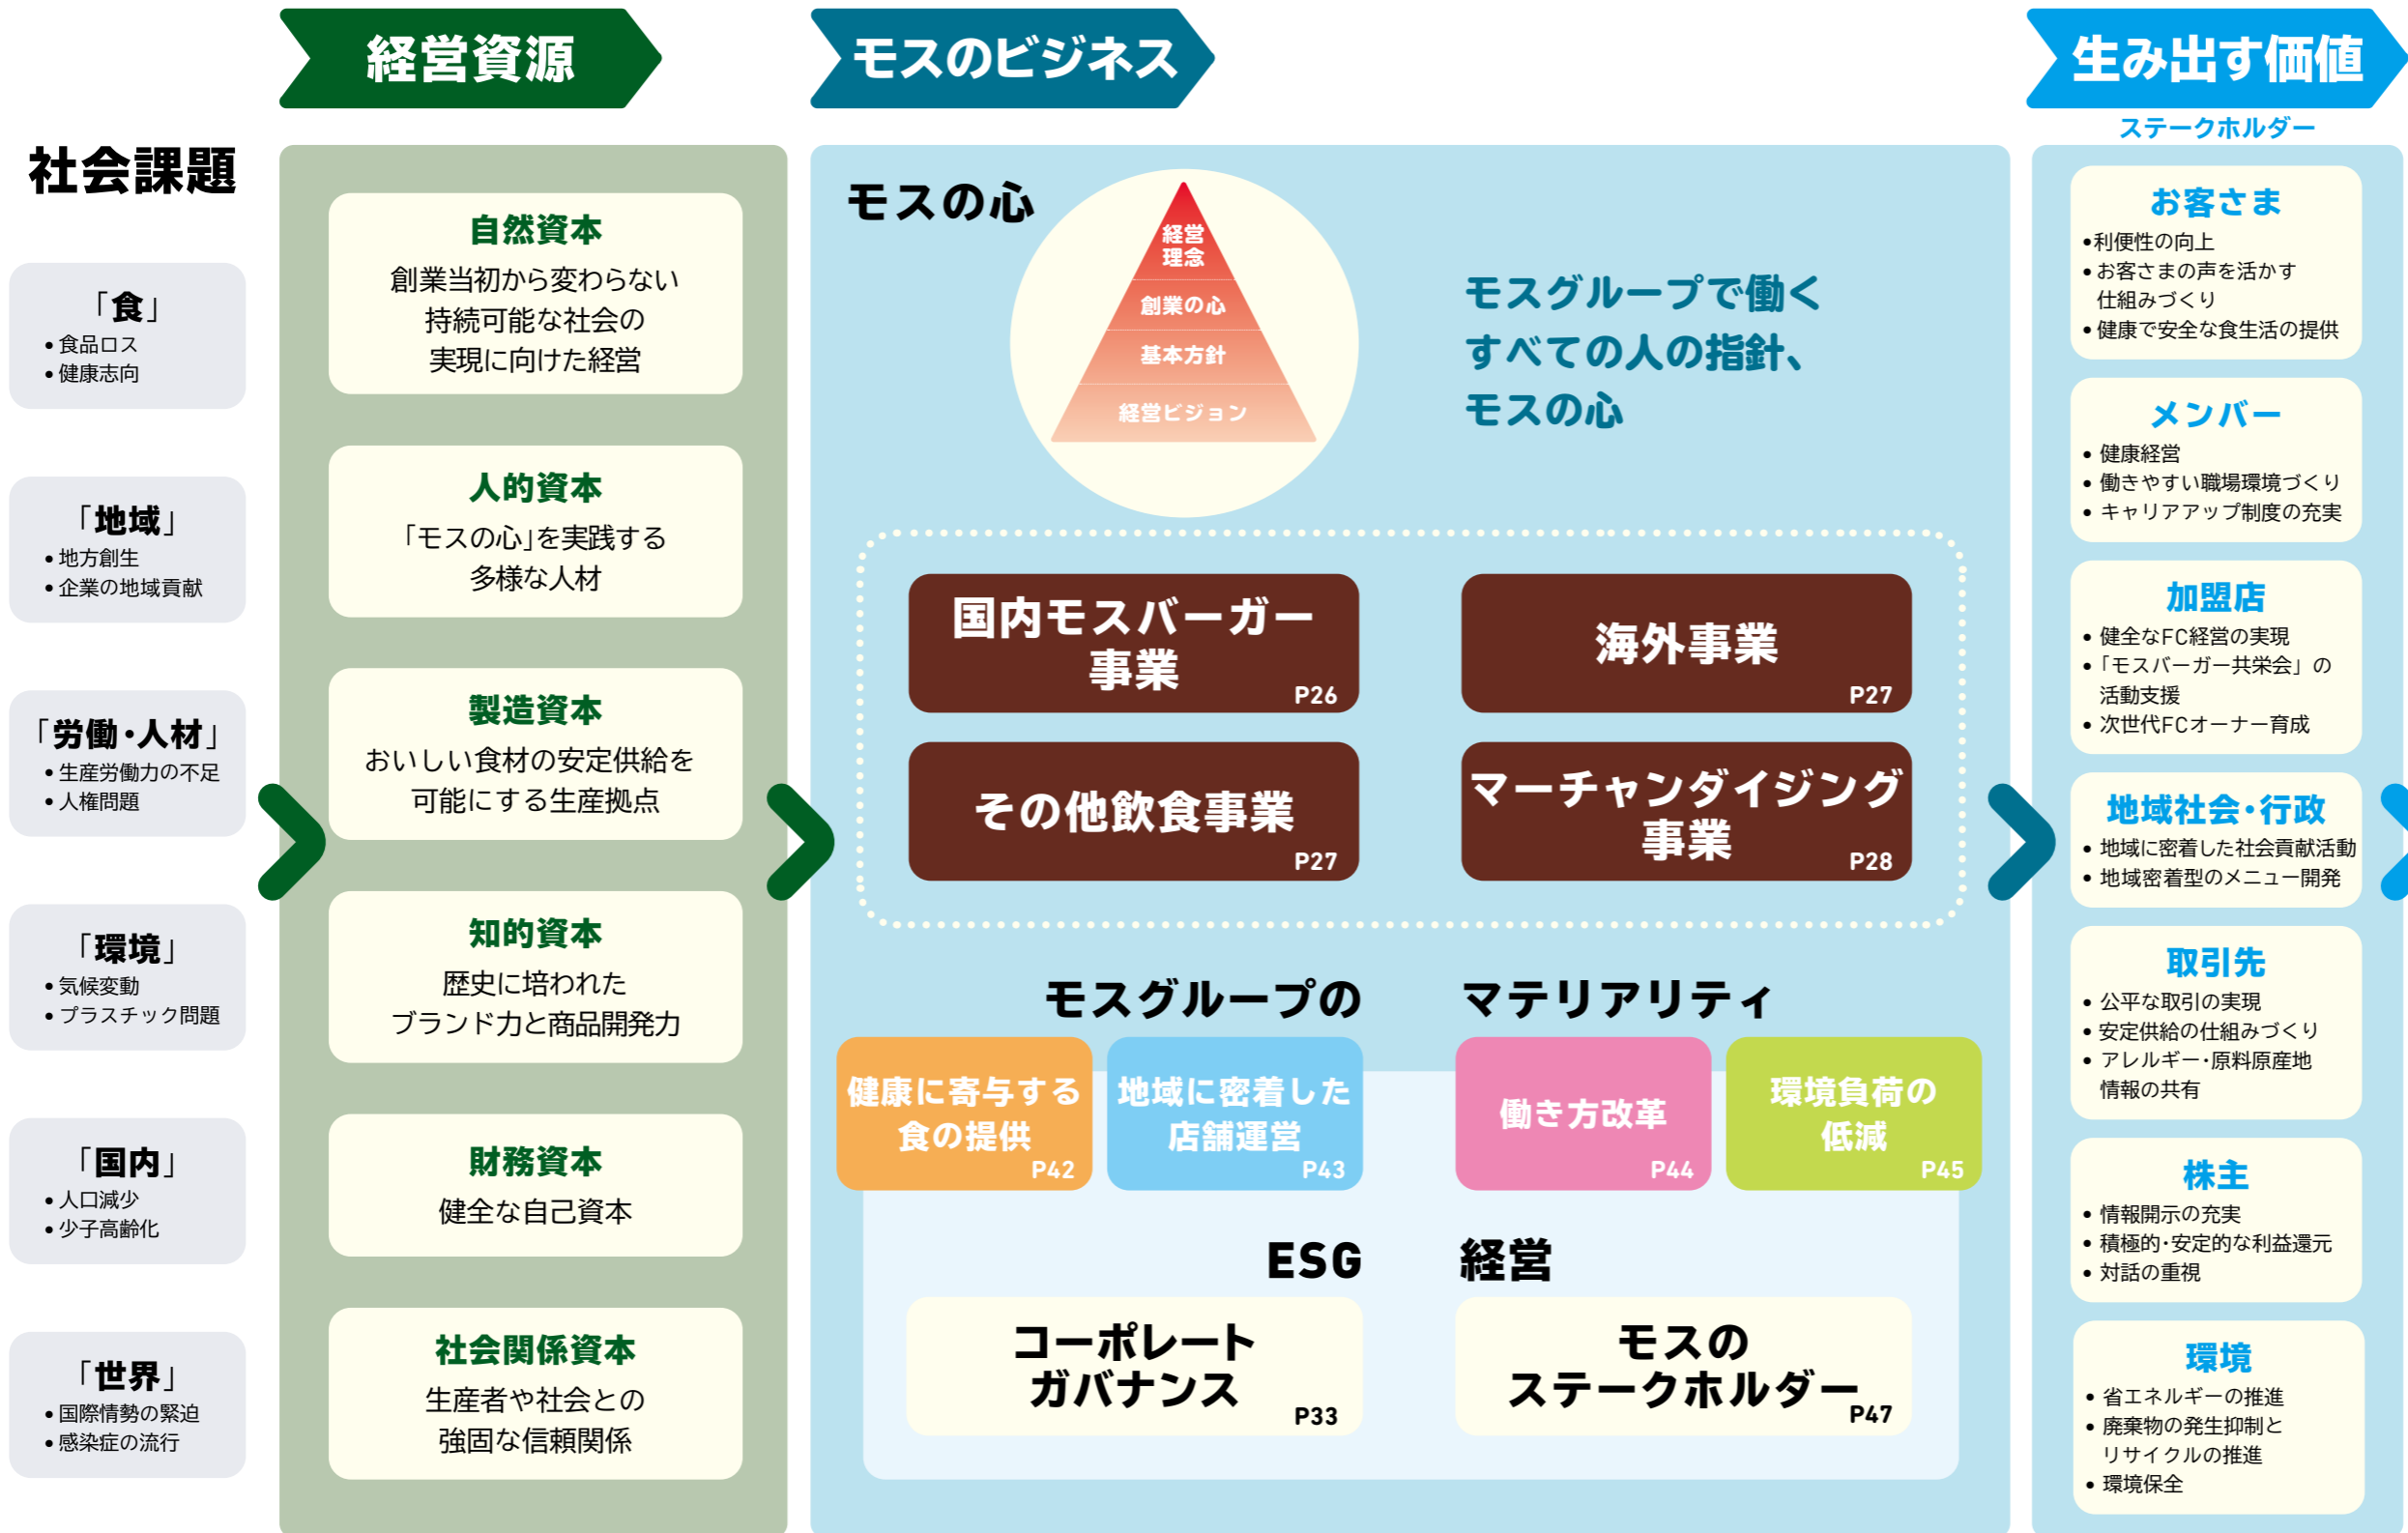 経営資源
モスのビジネス
生み出す価値
ステークホルダー
社会課題
「食」
•食品ロス
•健康志向
「地域」
•地方創生
•企業の地域貢献
「労働・人材」
•生産労働力の不足
•人権問題
「環境」
•気候変動
•プラスチック問題
「国内」
•人口減少
•少子高齢化
「世界」
•国際情勢の緊迫
•感染症の流行
自然資本
創業当初から変わらない
持続可能な社会の
実現に向けた経営
人的資本
「モスの心」を実践する
多様な人材
製造資本
おいしい食材の安定供給を
可能にする生産拠点
知的資本
歴史に培われた
ブランド力と商品開発力
財務資本
健全な自己資本
社会関係資本
生産者や社会との
強固な信頼関係
モスの心
経営
理念
創業の心
基本方針
経営ビジョン
モスグループで働く
すべての人の指針、
モスの心
国内モスバーガー
事業
P26
海外事業
P27
その他飲食事業
P27
マーチャンダイジング
事業
P28
モスグループの マテリアリティ
健康に寄与する
食の提供
P42
地域に密着した
店舗運営
P43
働き方改革
P44
環境負荷の
低減
P45
ESG 経営
コーポレート
ガバナンス
P33
モスの
ステークホルダー
P47
お客さま
•利便性の向上
•お客さまの声を活かす
仕組みづくり
•健康で安全な食生活の提供
メンバー
•健康経営
•働きやすい職場環境づくり
•キャリアアップ制度の充実
加盟店
•健全なFC経営の実現
•「モスバーガー共栄会」の
活動支援
•次世代FCオーナー育成
地域社会・行政
•地域に密着した社会貢献活動
•地域密着型のメニュー開発
取引先
•公平な取引の実現
•安定供給の仕組みづくり
•アレルギー・原料原産地
情報の共有
株主
•情報開示の充実
•積極的・安定的な利益還元
•対話の重視
環境
•省エネルギーの推進
•廃棄物の発生抑制と
リサイクルの推進
•環境保全